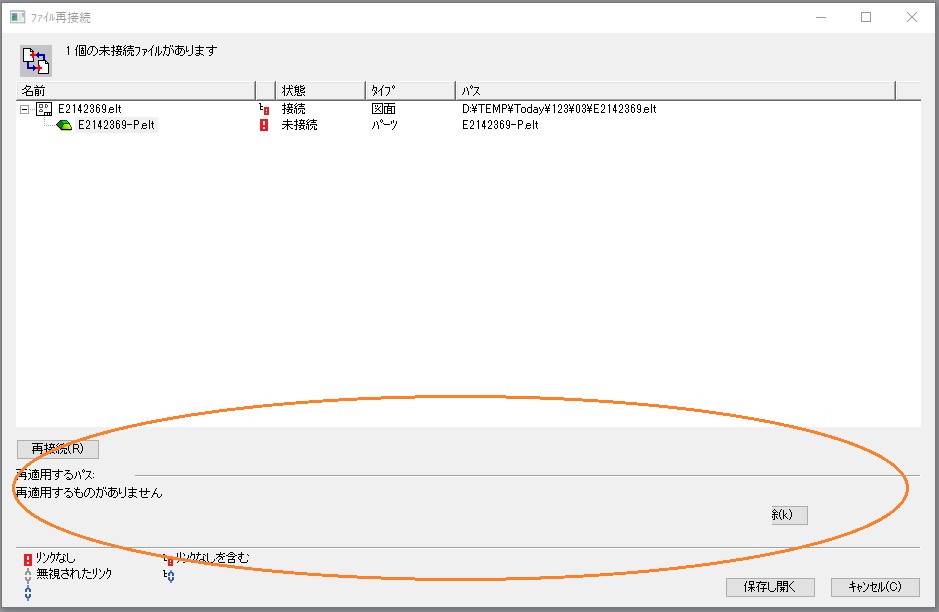 ファイル再接続
1 個の未接続ファイルがあります
名前 状態 タイプ パス
E2142369.elt 接続 図面 D:¥TEMP¥Today¥123¥03¥E2142369.elt
E2142369-P.elt 未接続 パーツ E2142369-P.elt
再接続(R)
再適用するパス:
再適用するものがありません
除(k)
リンクなし リンクなしを含む
無視されたリンク
保存し開く キャンセル(C)